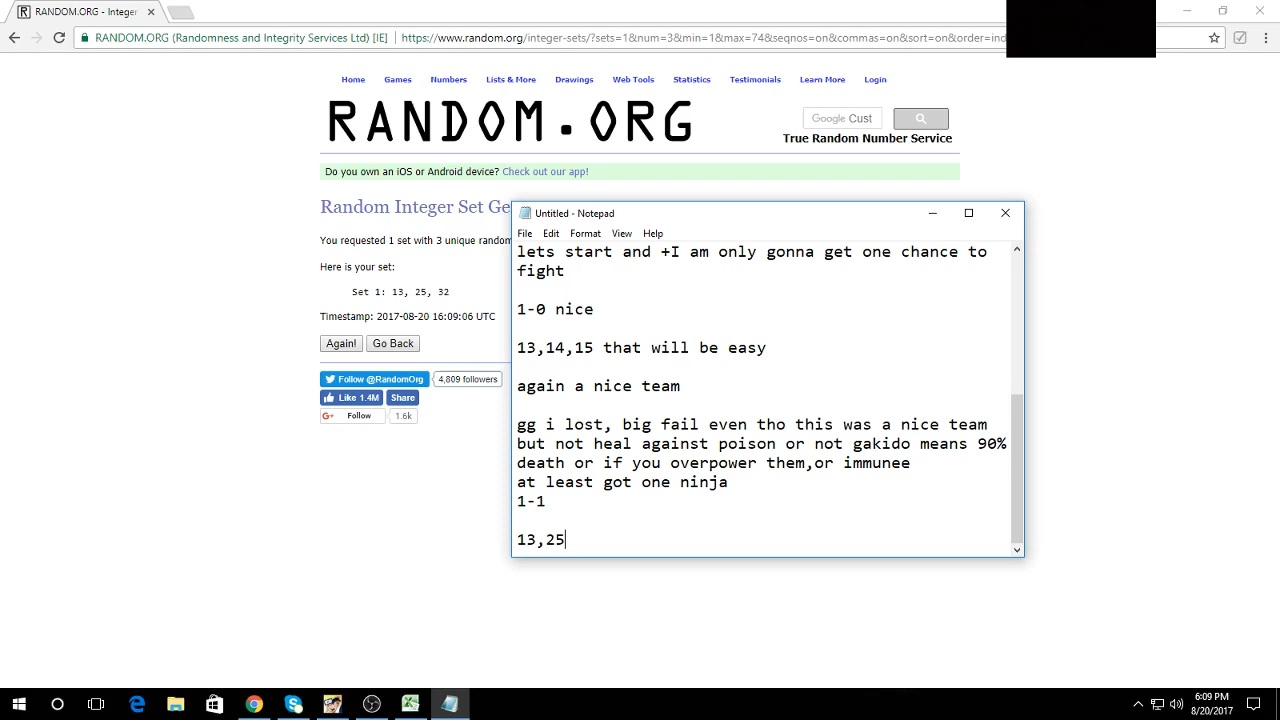 RANDOM.ORG - Integer
RANDOM.ORG (Randomness and Integrity Services Ltd) [IE] https://www.random.org/integer-sets/?sets=1&num=3&min=1&max=74&seqnos=on&commas=on&sort=on&order=ind
Home Games Numbers Lists & More Drawings Web Tools Statistics Testimonials Learn More Login
RANDOM.ORG
Google Cust
True Random Number Service
Do you own an iOS or Android device? Check out our app!
Random Integer Set Ge
You requested 1 set with 3 unique random
Here is your set:
Set 1: 13, 25, 32
Timestamp: 2017-08-20 16:09:06 UTC
Again! Go Back
Follow @RandomOrg 4,809 followers
Like 1.4M Share
Follow 1.6k
Untitled - Notepad
File Edit Format View Help
lets start and +I am only gonna get one chance to
fight
1-0 nice
13,14,15 that will be easy
again a nice team
gg i lost, big fail even tho this was a nice team
but not heal against poison or not gakido means 90%
death or if you overpower them,or immunee
at least got one ninja
1-1
13,25
6:09 PM
8/20/2017